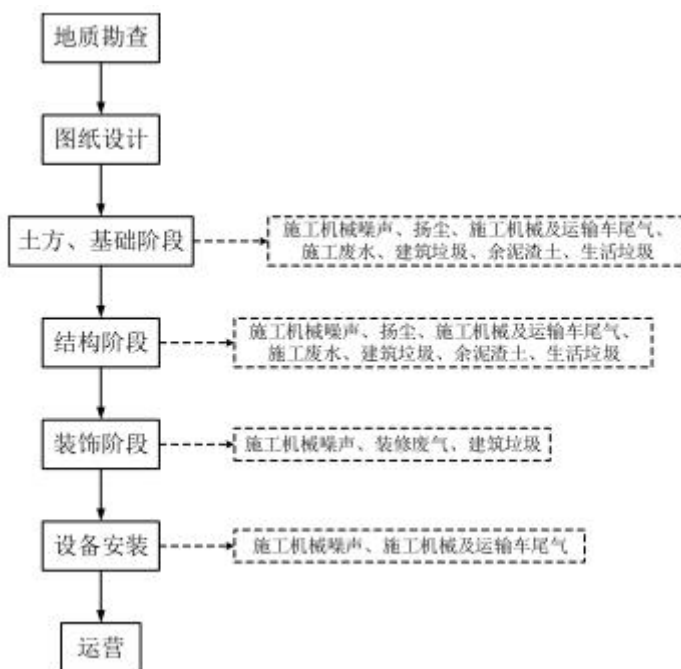 地质勘查
图纸设计
土方、基础阶段
施工机械噪声、扬尘、施工机械及运输车尾气、
施工废水、建筑垃圾、余泥渣土、生活垃圾
结构阶段
施工机械噪声、扬尘、施工机械及运输车尾气、
施工废水、建筑垃圾、余泥渣土、生活垃圾
装饰阶段
施工机械噪声、装修废气、建筑垃圾
设备安装
施工机械噪声、施工机械及运输车尾气
运营